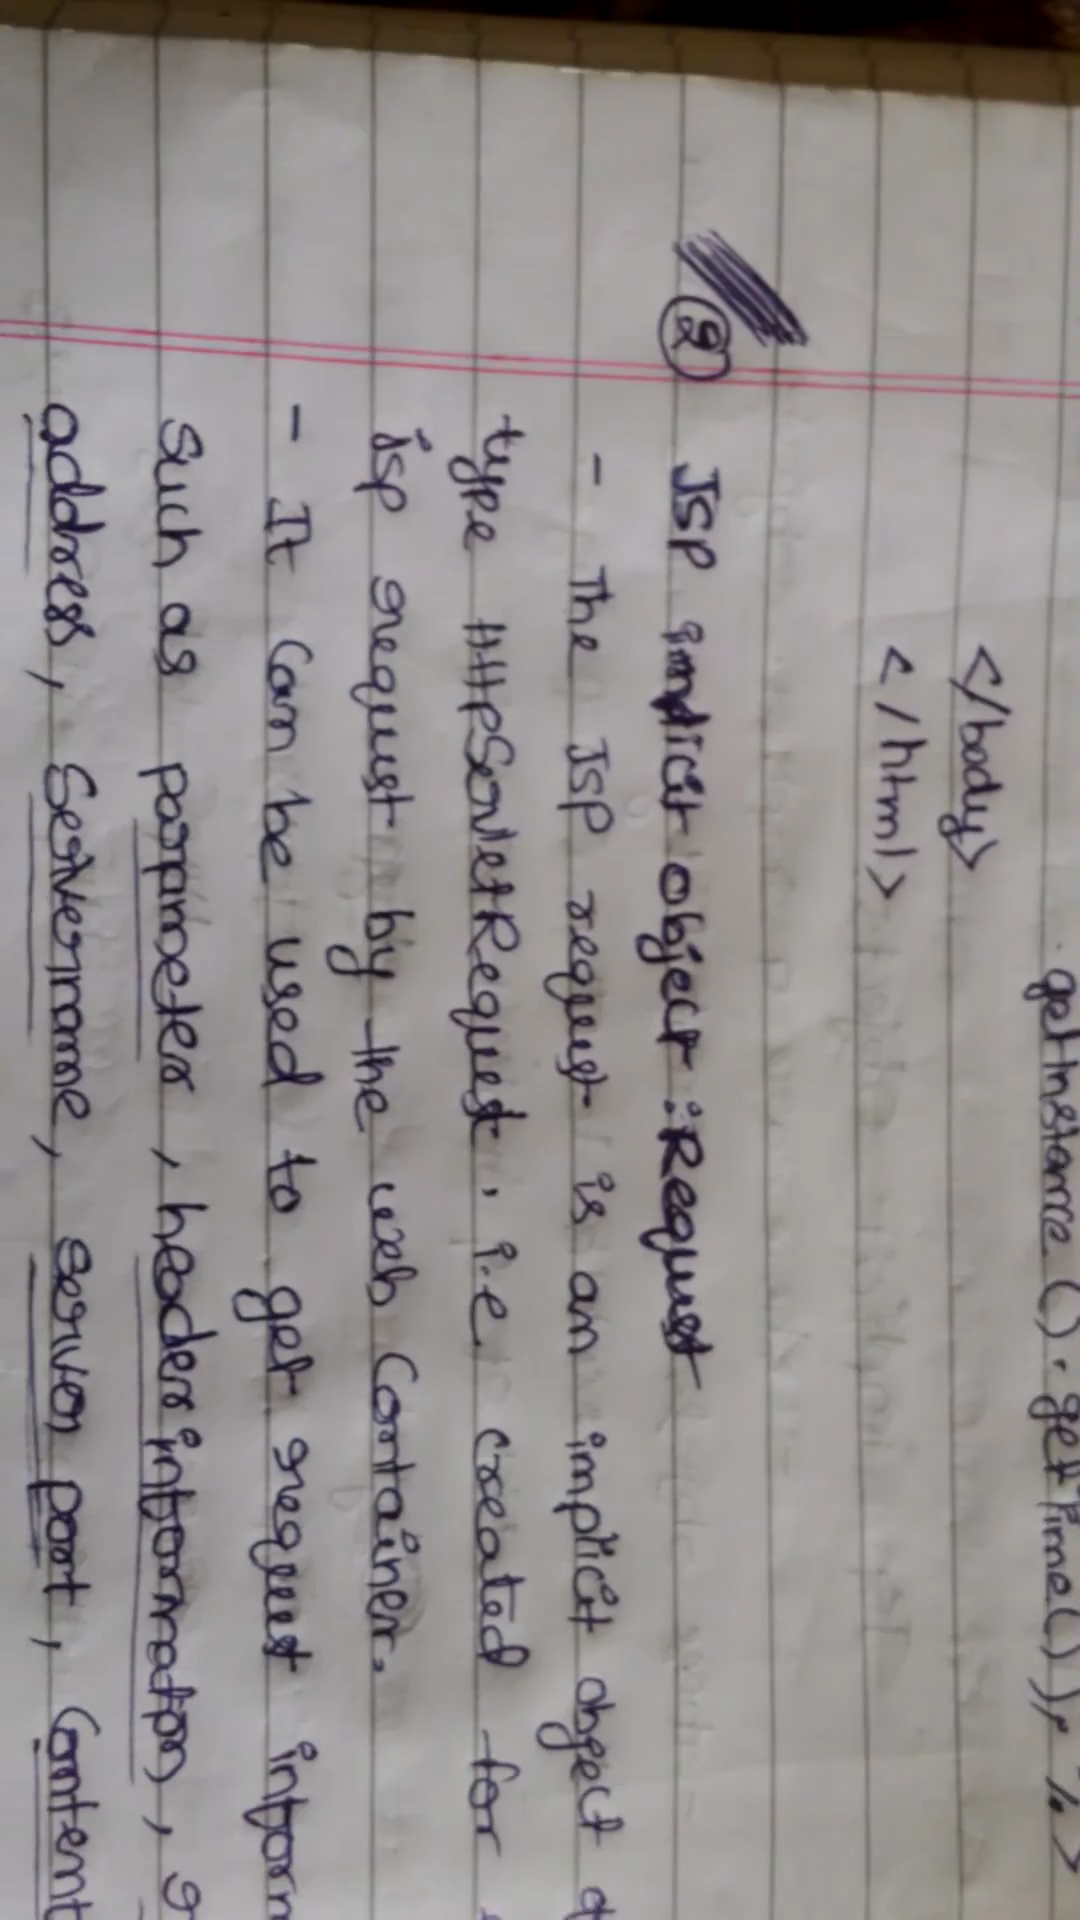 getInstance().getTime(); %>
</body>
</html>
② JSP implicit object : Request
- The JSP request is an implicit object
type HttpServletRequest. i.e. created for
jsp request by the web container.
- It can be used to get request inform
such as parameter, header information,
address, servername, server port, content